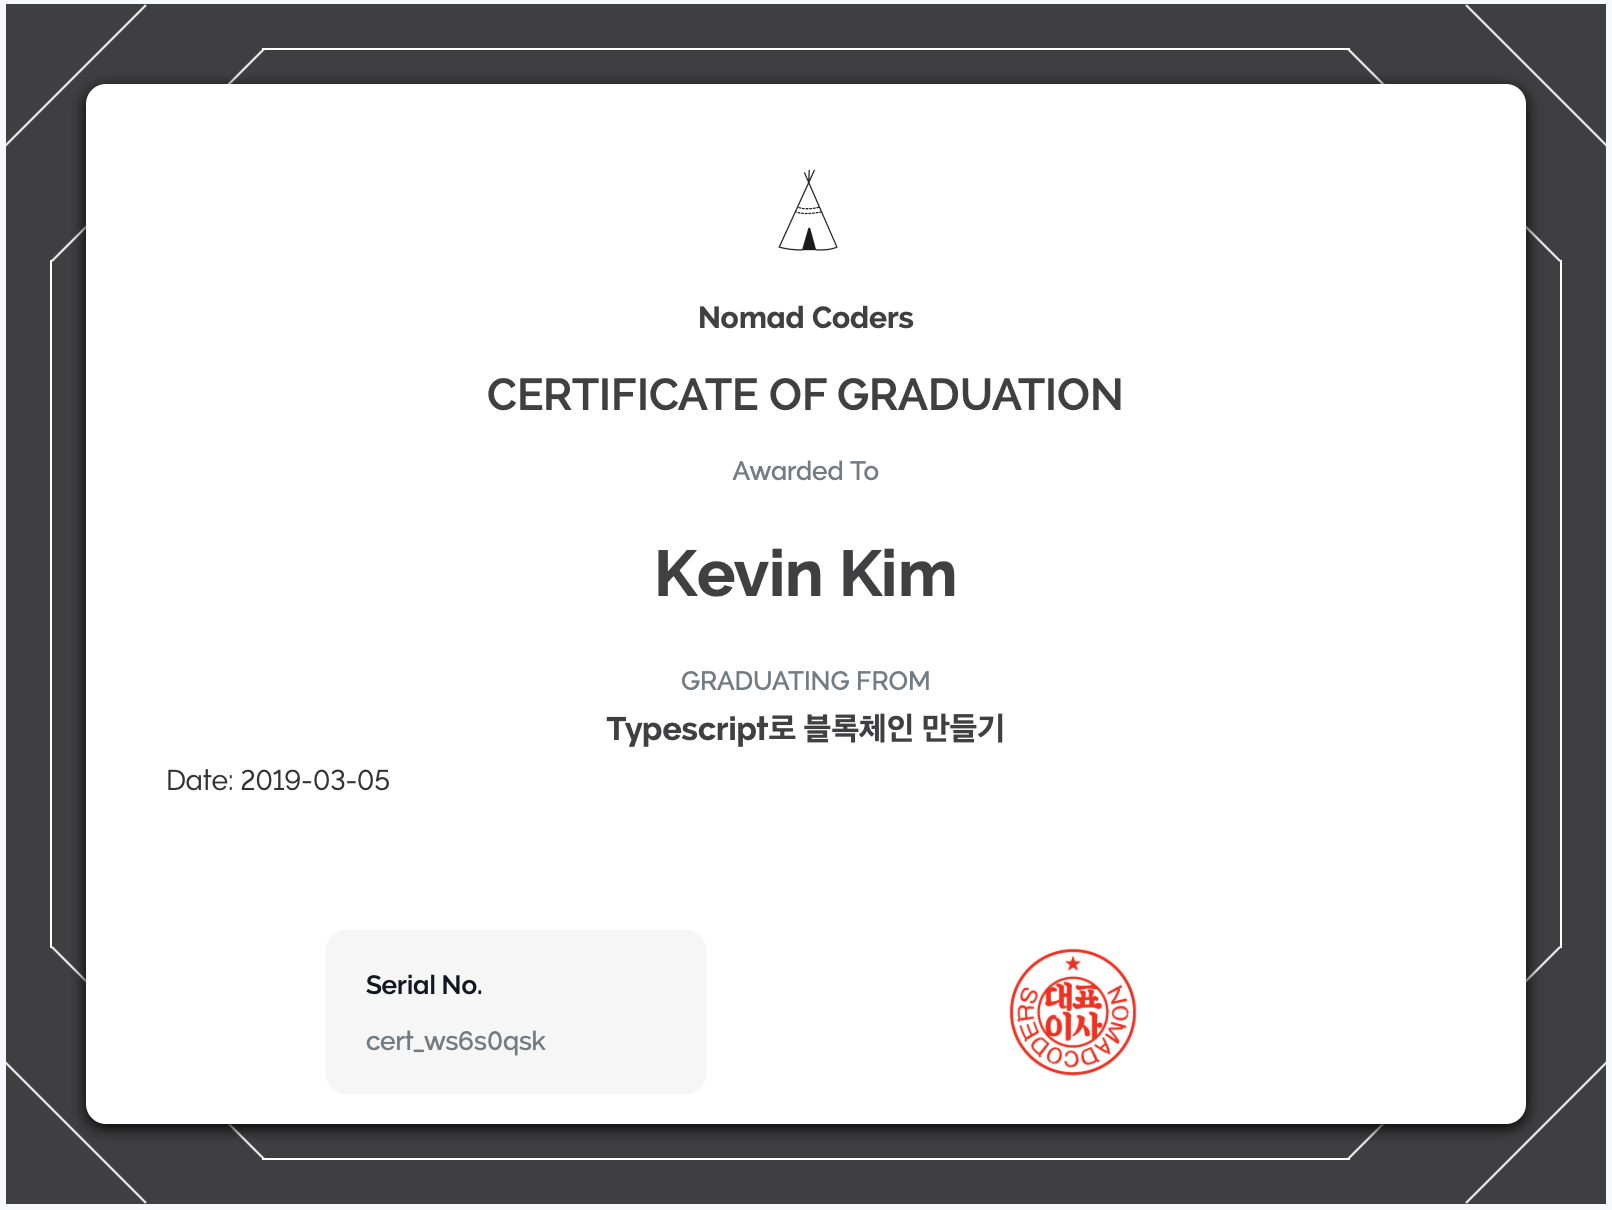 Nomad Coders
CERTIFICATE OF GRADUATION
Awarded To
Kevin Kim
GRADUATING FROM
Typescript로 블록체인 만들기
Date: 2019-03-05
Serial No.
cert_ws6s0qsk
대표
이사
NOMADCODERS